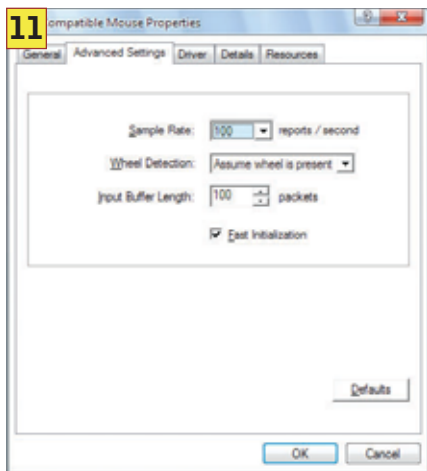 11
ompatible Mouse Properties
General Advanced Settings Driver Details Resources
Sample Rate: 100 reports / second
Wheel Detection: Assume wheel is present
Input Buffer Length: 100 packets
Fast Initialization
Defaults
OK Cancel